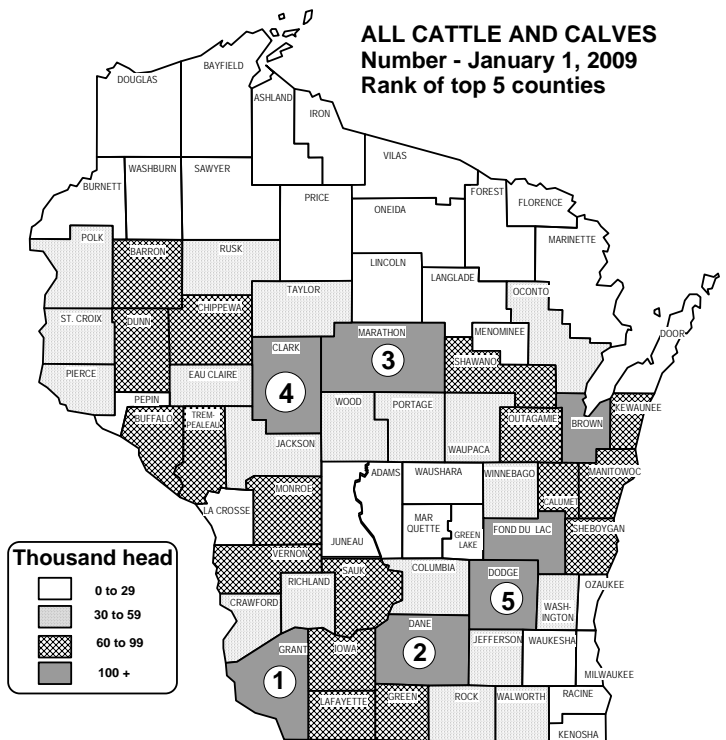 ALL CATTLE AND CALVES
Number - January 1, 2009
Rank of top 5 counties
DOUGLAS
BAYFIELD
ASHLAND
IRON
VILAS
BURNETT
WASHBURN
SAWYER
PRICE
ONEIDA
FOREST
FLORENCE
MARINETTE
POLK
BARRON
RUSK
LINCOLN
LANGLADE
TAYLOR
OCONTO
ST. CROIX
DUNN
CHIPPEWA
CLARK
4
MARATHON
3
MENOMINEE
SHAWANO
DOOR
PIERCE
EAU CLAIRE
PEPIN
BUFFALO
TREM-
PEALEAU
WOOD
PORTAGE
WAUPACA
OUTAGAMIE
BROWN
KEWAUNEE
JACKSON
ADAMS
WAUSHARA
WINNEBAGO
CALUMET
MANITOWOC
LA CROSSE
MONROE
JUNEAU
MAR
QUETTE
GREEN
LAKE
FOND DU LAC
SHEBOYGAN
VERNON
RICHLAND
SAUK
COLUMBIA
DODGE
5
WASH-
INGTON
OZAUKEE
CRAWFORD
GRANT
1
IOWA
DANE
2
JEFFERSON
WAUKESHA
MILWAUKEE
LAFAYETTE
GREEN
ROCK
WALWORTH
RACINE
KENOSHA
Thousand head
0 to 29
30 to 59
60 to 99
100 +